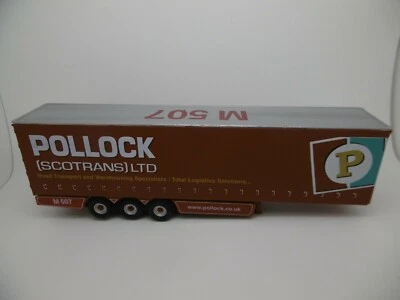 M 507
POLLOCK
(SCOTRANS) LTD
P
Road Transport and Warehousing Specialists : Total Logistics Solutions...
M 507
www.pollock.co.uk